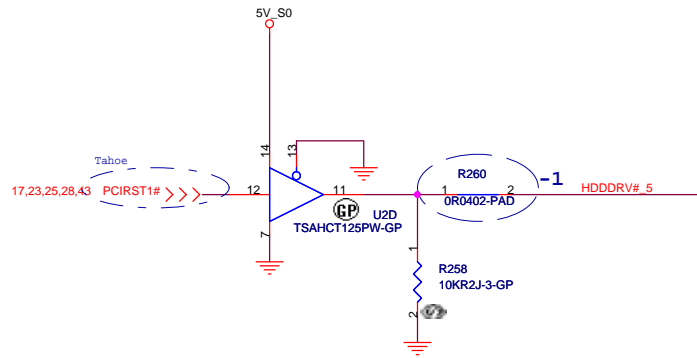 5V_S0
Tahoe
14
13
17,23,25,28,43 PCIRST1#
12
11
GP
U2D
TSAHCT125PW-GP
7
R260
1
2
0R0402-PAD
-1
HDDDRV#_5
1
R258
10KR2J-3-GP
2